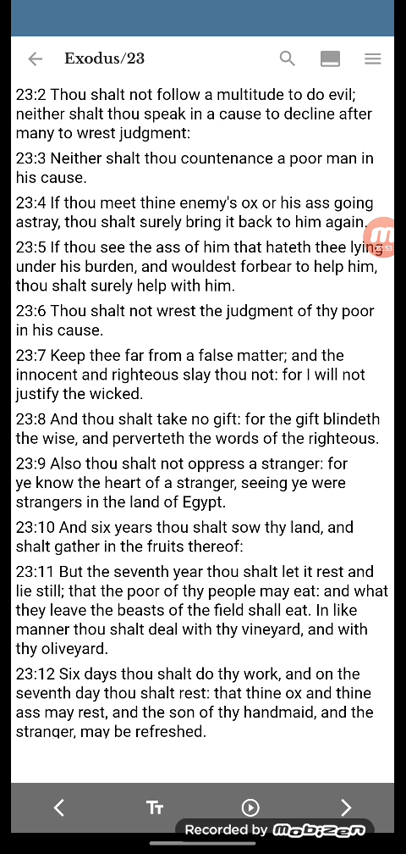 Exodus/23
23:2 Thou shalt not follow a multitude to do evil;
neither shalt thou speak in a cause to decline after
many to wrest judgment:
23:3 Neither shalt thou countenance a poor man in
his cause.
23:4 If thou meet thine enemy's ox or his ass going
astray, thou shalt surely bring it back to him again.
23:5 If thou see the ass of him that hateth thee lying
under his burden, and wouldest forbear to help him,
thou shalt surely help with him.
23:6 Thou shalt not wrest the judgment of thy poor
in his cause.
23:7 Keep thee far from a false matter; and the
innocent and righteous slay thou not: for I will not
justify the wicked.
23:8 And thou shalt take no gift: for the gift blindeth
the wise, and perverteth the words of the righteous.
23:9 Also thou shalt not oppress a stranger: for
ye know the heart of a stranger, seeing ye were
strangers in the land of Egypt.
23:10 And six years thou shalt sow thy land, and
shalt gather in the fruits thereof:
23:11 But the seventh year thou shalt let it rest and
lie still; that the poor of thy people may eat: and what
they leave the beasts of the field shall eat. In like
manner thou shalt deal with thy vineyard, and with
thy oliveyard.
23:12 Six days thou shalt do thy work, and on the
seventh day thou shalt rest: that thine ox and thine
ass may rest, and the son of thy handmaid, and the
stranger, may be refreshed.
TT
Recorded by mobizen